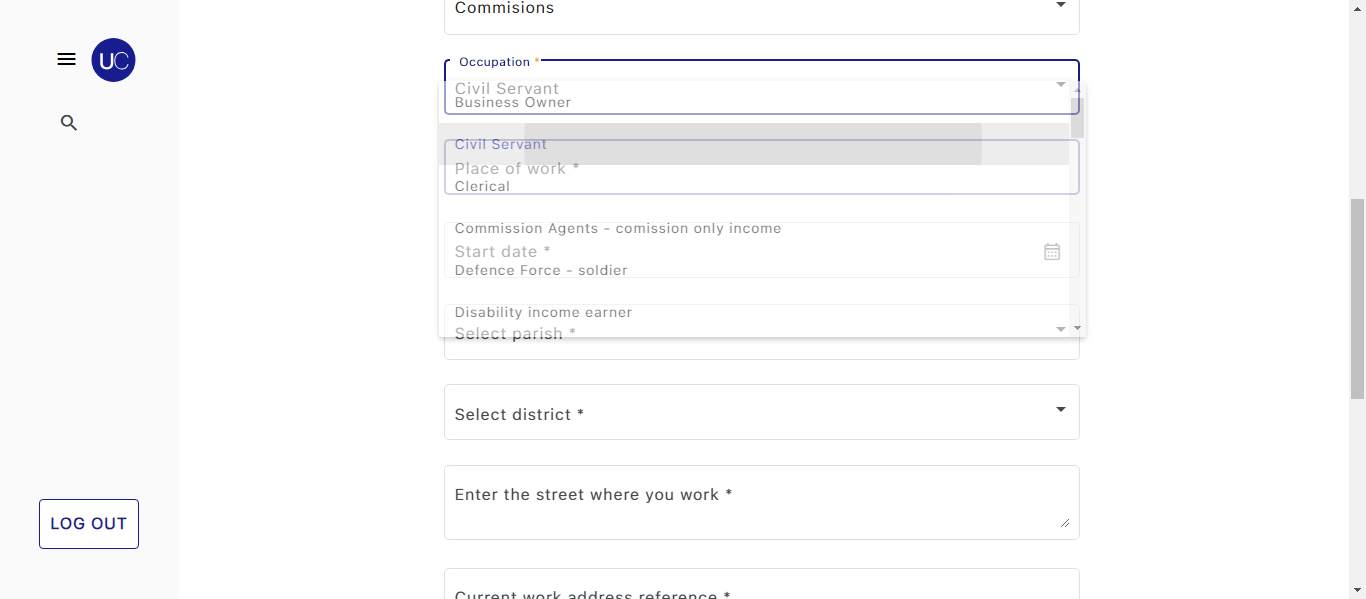 Commisions
UC
Occupation *
Civil Servant
Business Owner
Civil Servant
Place of work *
Clerical
Commission Agents - comission only income
Start date *
Defence Force - soldier
Disability income earner
Select parish *
Select district *
Enter the street where you work *
LOG OUT
Current work address reference *